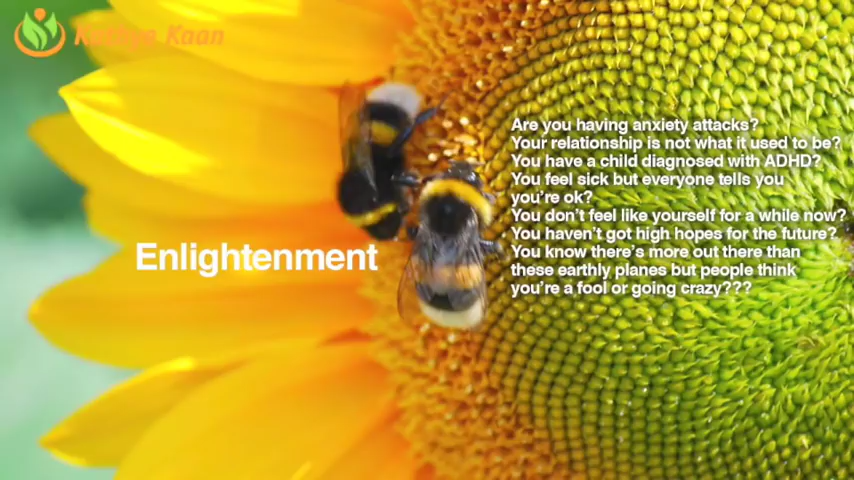 Kathye Kaan
Enlightenment
Are you having anxiety attacks?
Your relationship is not what it used to be?
You have a child diagnosed with ADHD?
You feel sick but everyone tells you
you're ok?
You don't feel like yourself for a while now?
You haven't got high hopes for the future?
You know there's more out there than
these earthly planes but people think
you're a fool or going crazy???